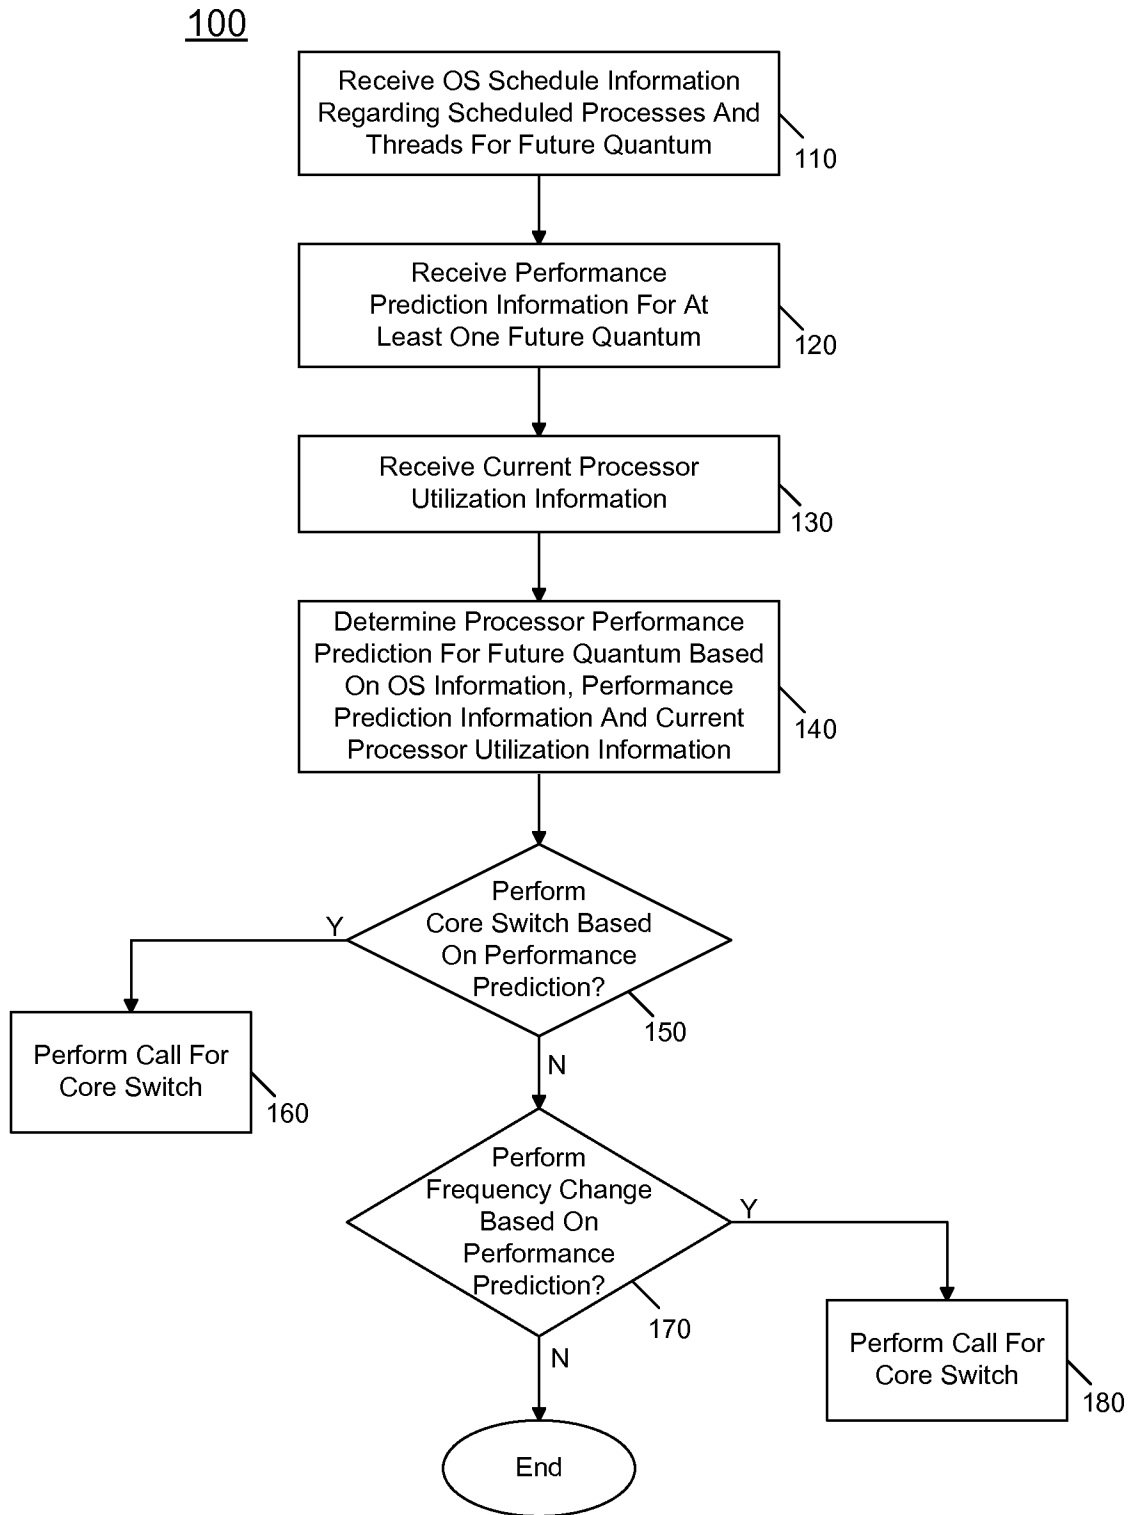 100
Receive OS Schedule Information
Regarding Scheduled Processes And
Threads For Future Quantum
110
Receive Performance
Prediction Information For At
Least One Future Quantum
120
Receive Current Processor
Utilization Information
130
Determine Processor Performance
Prediction For Future Quantum Based
On OS Information, Performance
Prediction Information And Current
Processor Utilization Information
140
Perform
Core Switch Based
On Performance
Prediction?
150
Y
Perform Call For
Core Switch
160
N
Perform
Frequency Change
Based On
Performance
Prediction?
170
Y
Perform Call For
Core Switch
180
N
End